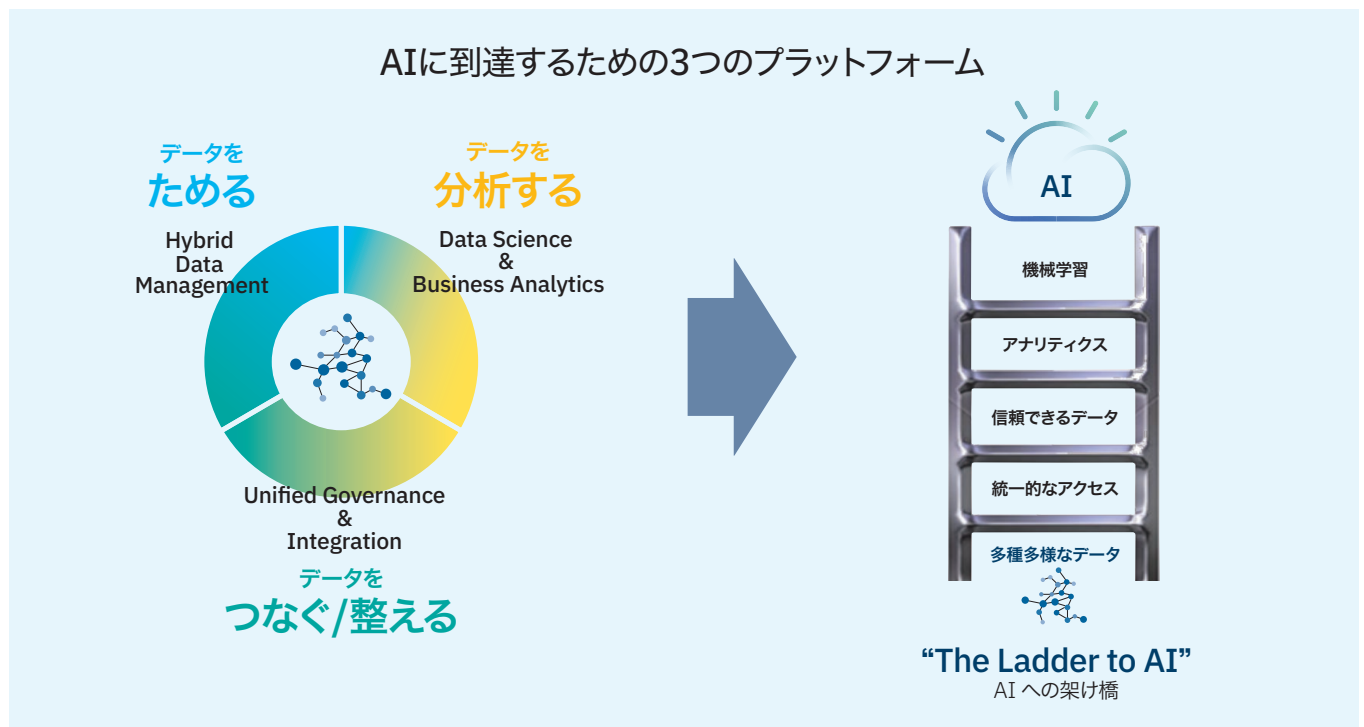 AIに到達するための3つのプラットフォーム
データを
ためる
Hybrid
Data
Management
データを
分析する
Data Science
&
Business Analytics
Unified Governance
&
Integration
データを
つなぐ/整える
AI
機械学習
アナリティクス
信頼できるデータ
統一的なアクセス
多種多様なデータ
“The Ladder to AI”
AI への架け橋